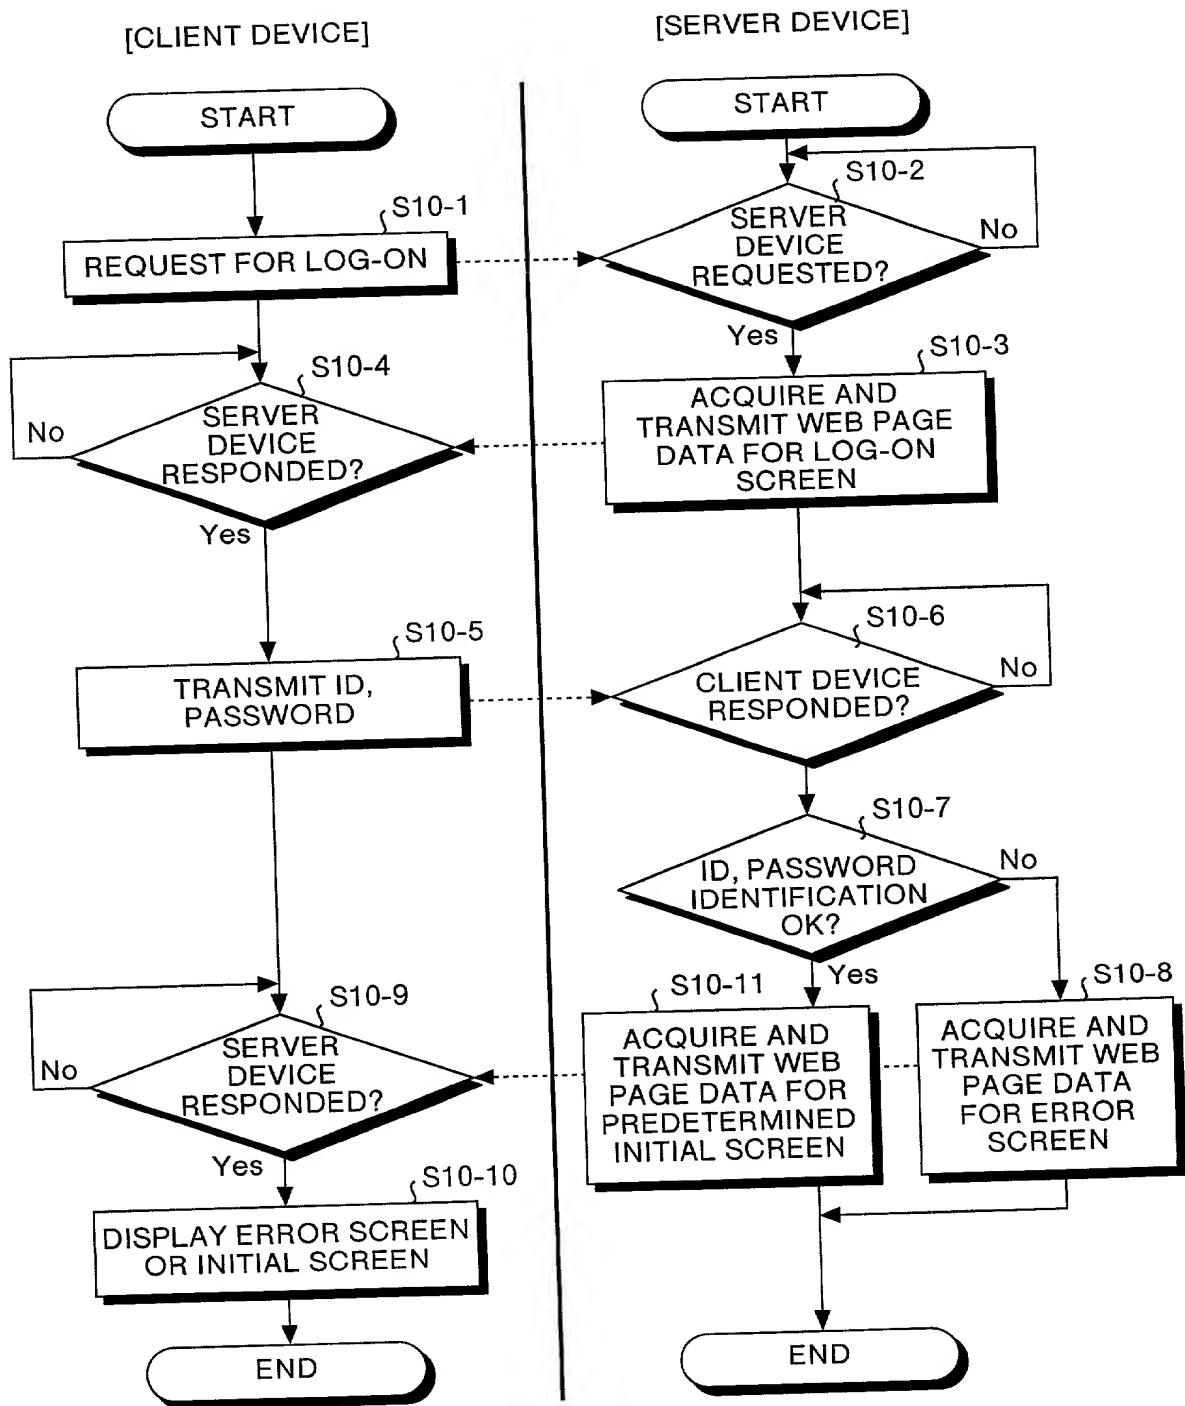 [CLIENT DEVICE]
START
S10-1
REQUEST FOR LOG-ON
S10-4
SERVER
DEVICE
RESPONDED?
No
Yes
S10-5
TRANSMIT ID,
PASSWORD
S10-9
SERVER
DEVICE
RESPONDED?
No
Yes
S10-10
DISPLAY ERROR SCREEN
OR INITIAL SCREEN
END
[SERVER DEVICE]
START
S10-2
SERVER
DEVICE
REQUESTED?
No
Yes
S10-3
ACQUIRE AND
TRANSMIT WEB PAGE
DATA FOR LOG-ON
SCREEN
S10-6
CLIENT DEVICE
RESPONDED?
No
S10-7
ID, PASSWORD
IDENTIFICATION
OK?
No
Yes
S10-11
ACQUIRE AND
TRANSMIT WEB
PAGE DATA FOR
PREDETERMINED
INITIAL SCREEN
S10-8
ACQUIRE AND
TRANSMIT WEB
PAGE DATA
FOR ERROR
SCREEN
END